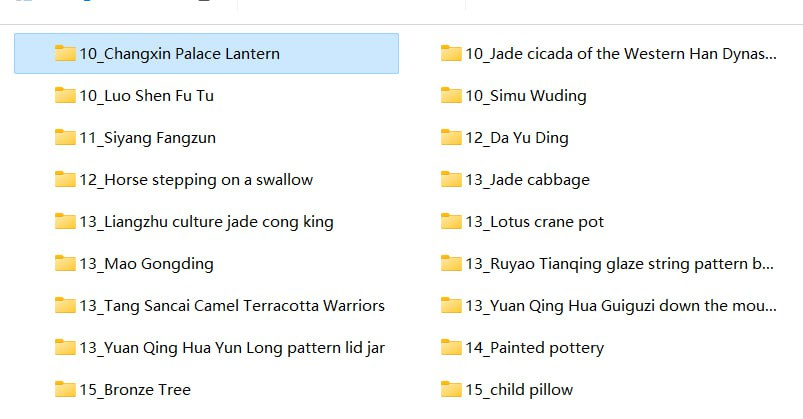 10_Changxin Palace Lantern
10_Jade cicada of the Western Han Dynas...
10_Luo Shen Fu Tu
10_Simu Wuding
11_Siyang Fangzun
12_Da Yu Ding
12_Horse stepping on a swallow
13_Jade cabbage
13_Liangzhu culture jade cong king
13_Lotus crane pot
13_Mao Gongding
13_Ruyao Tianqing glaze string pattern b...
13_Tang Sancai Camel Terracotta Warriors
13_Yuan Qing Hua Guiguzi down the mou...
13_Yuan Qing Hua Yun Long pattern lid jar
14_Painted pottery
15_Bronze Tree
15_child pillow